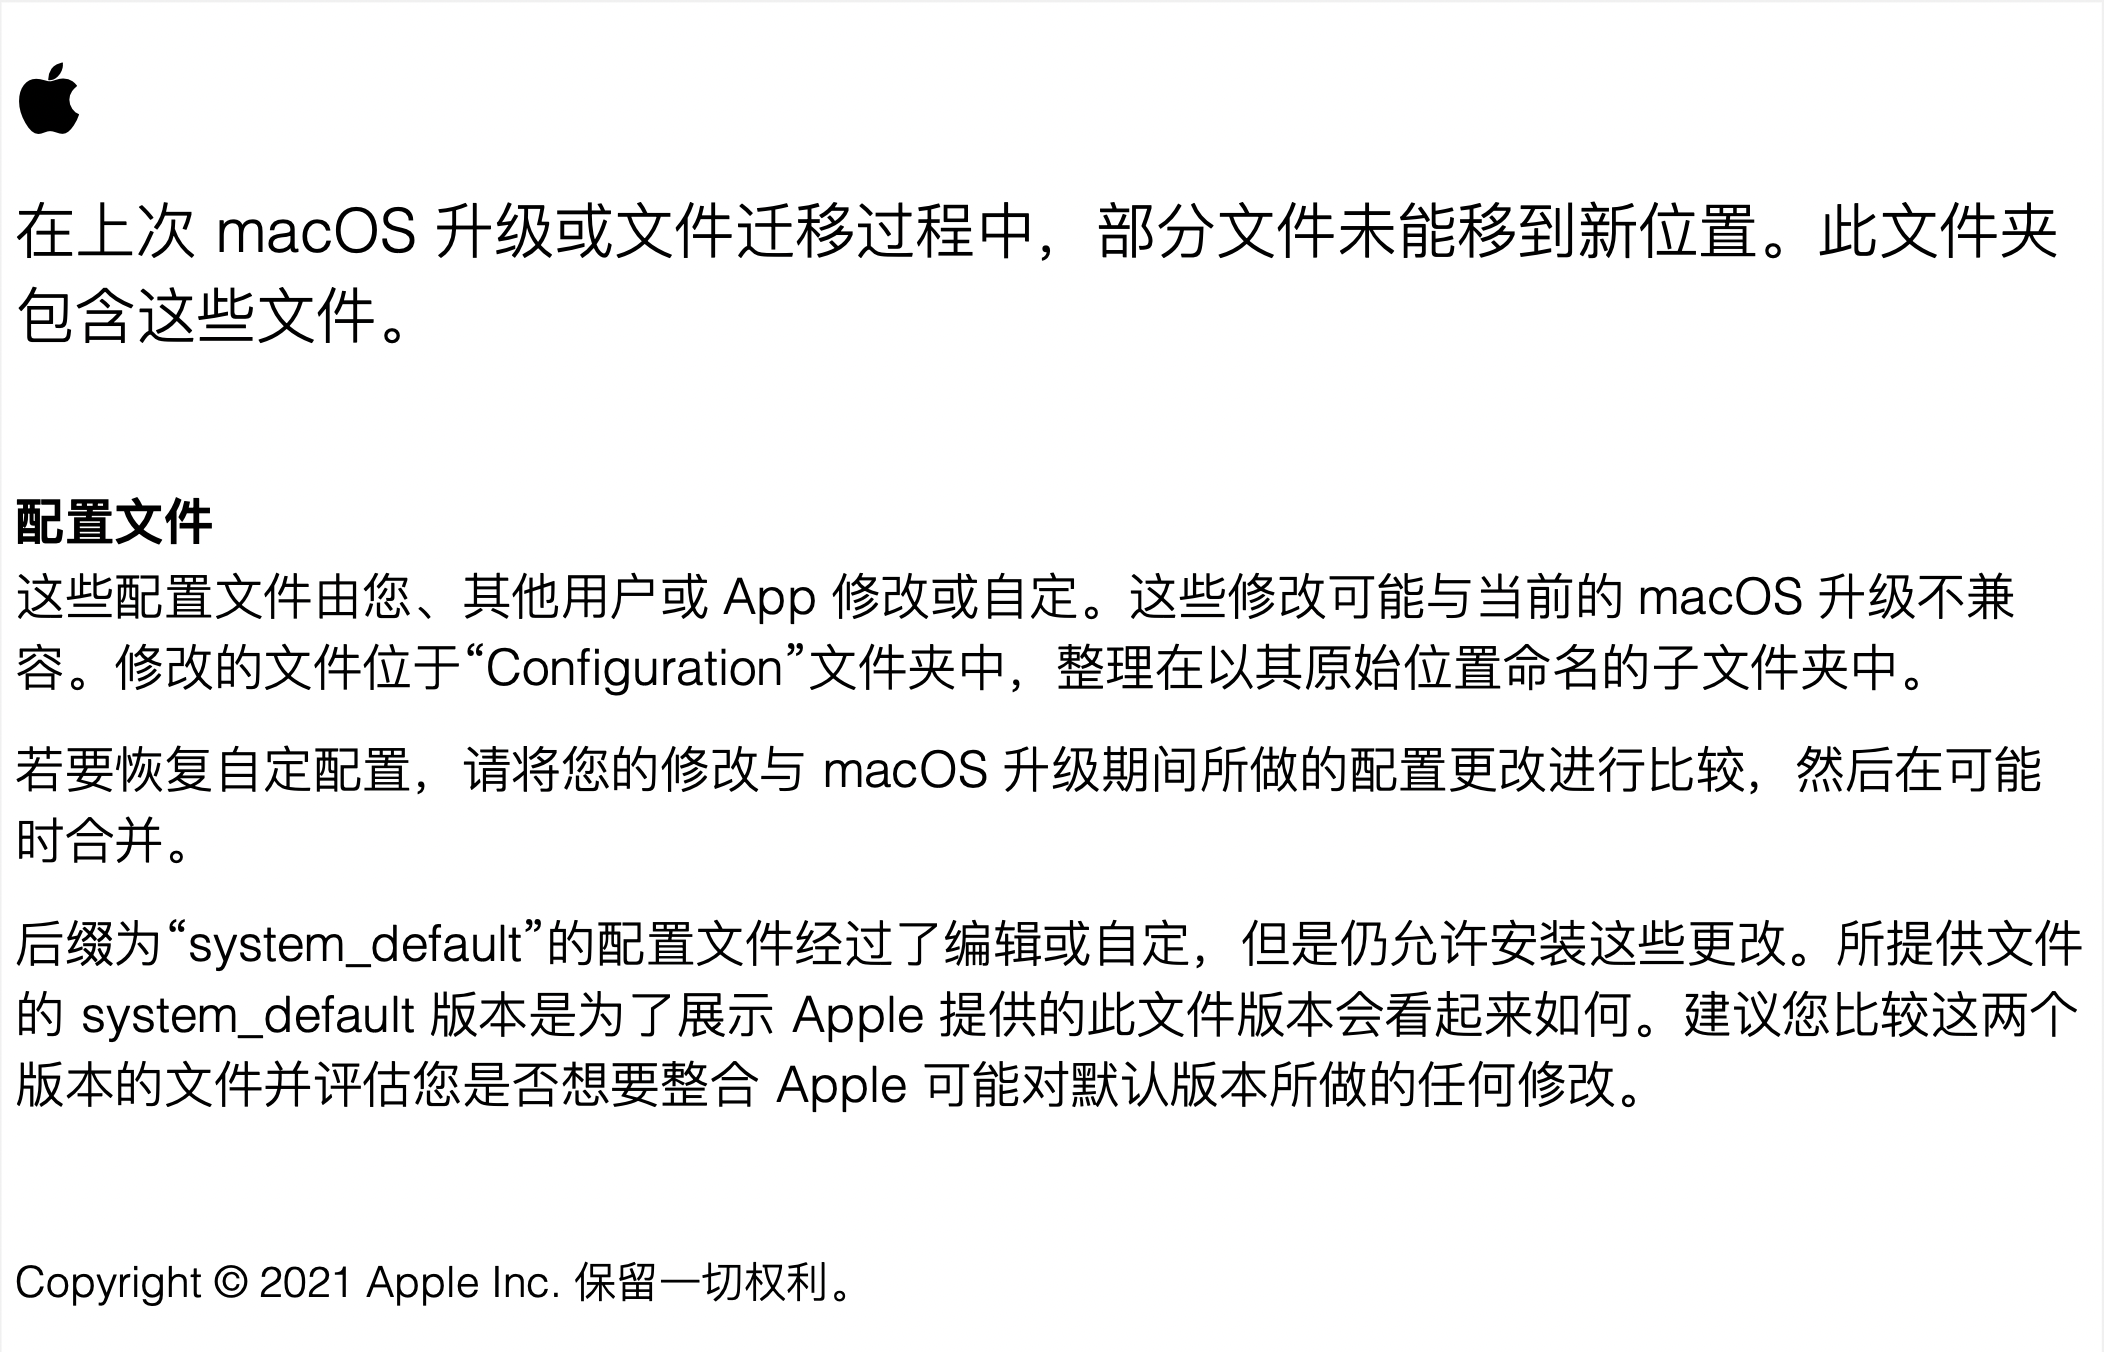 在上次 macOS 升级或文件迁移过程中，部分文件未能移到新位置。此文件夹
包含这些文件。
配置文件
这些配置文件由您、其他用户或 App 修改或自定。这些修改可能与当前的 macOS 升级不兼
容。修改的文件位于“Configuration”文件夹中，整理在以其原始位置命名的子文件夹中。
若要恢复自定配置，请将您的修改与 macOS 升级期间所做的配置更改进行比较，然后在可能
时合并。
后缀为“system_default”的配置文件经过了编辑或自定，但是仍允许安装这些更改。所提供文件
的 system_default 版本是为了展示 Apple 提供的此文件版本会看起来如何。建议您比较这两个
版本的文件并评估您是否想要整合 Apple 可能对默认版本所做的任何修改。
Copyright © 2021 Apple Inc. 保留一切权利。